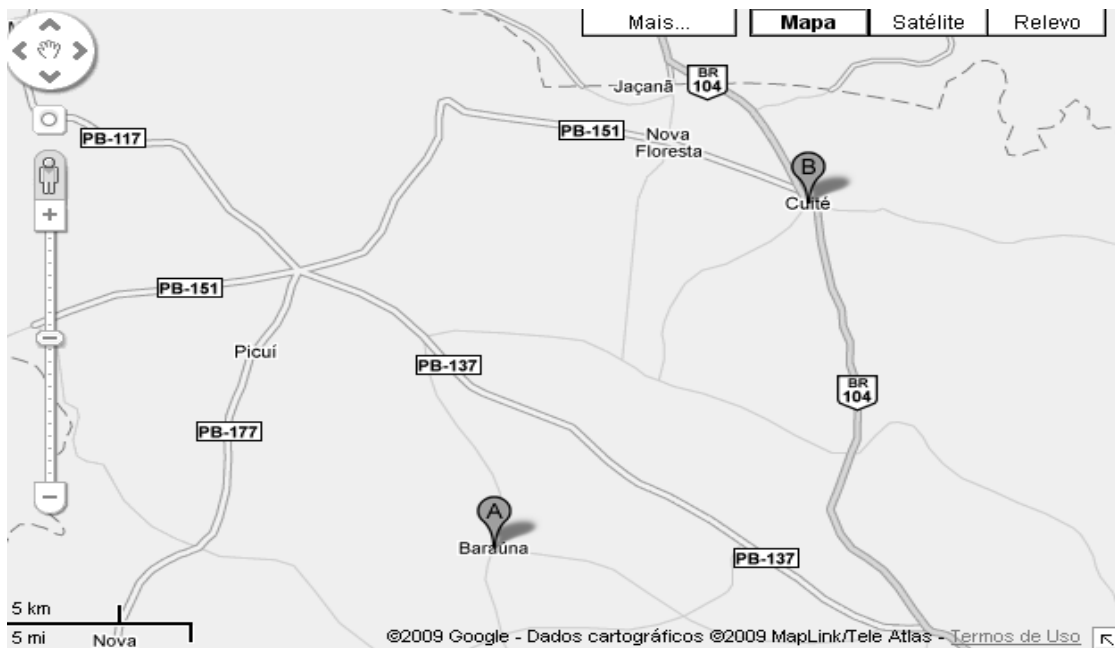 Mais...
Mapa
Satélite
Relevo
BR
104
Jaçanã
PB-117
PB-151
Nova
Floresta
B
Cuité
PB-151
Picuí
PB-137
BR
104
PB-177
A
Baraúna
PB-137
5 km
5 mi
Nova
©2009 Google - Dados cartográficos ©2009 MapLink/Tele Atlas - Termos de Uso